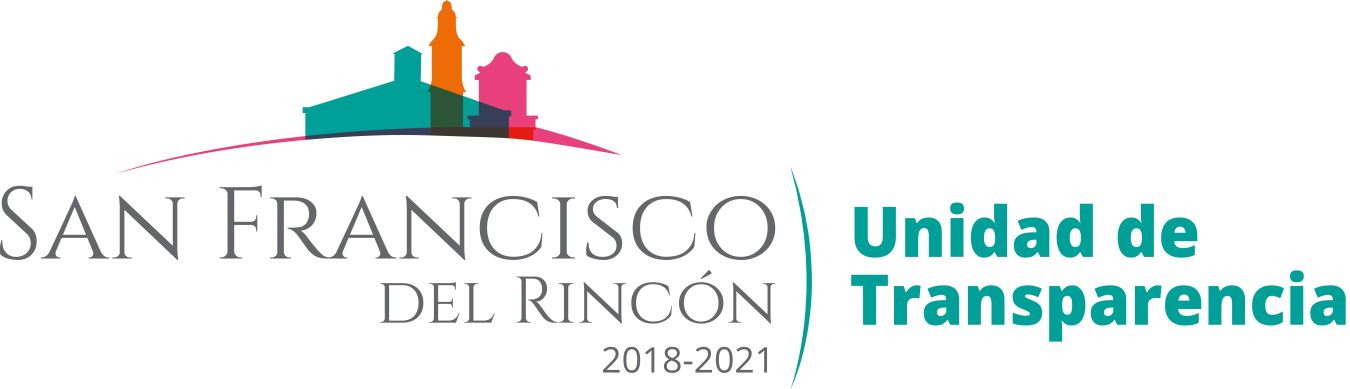 SAN FRANCISCO
DEL RINCÓN
2018-2021
Unidad de
Transparencia